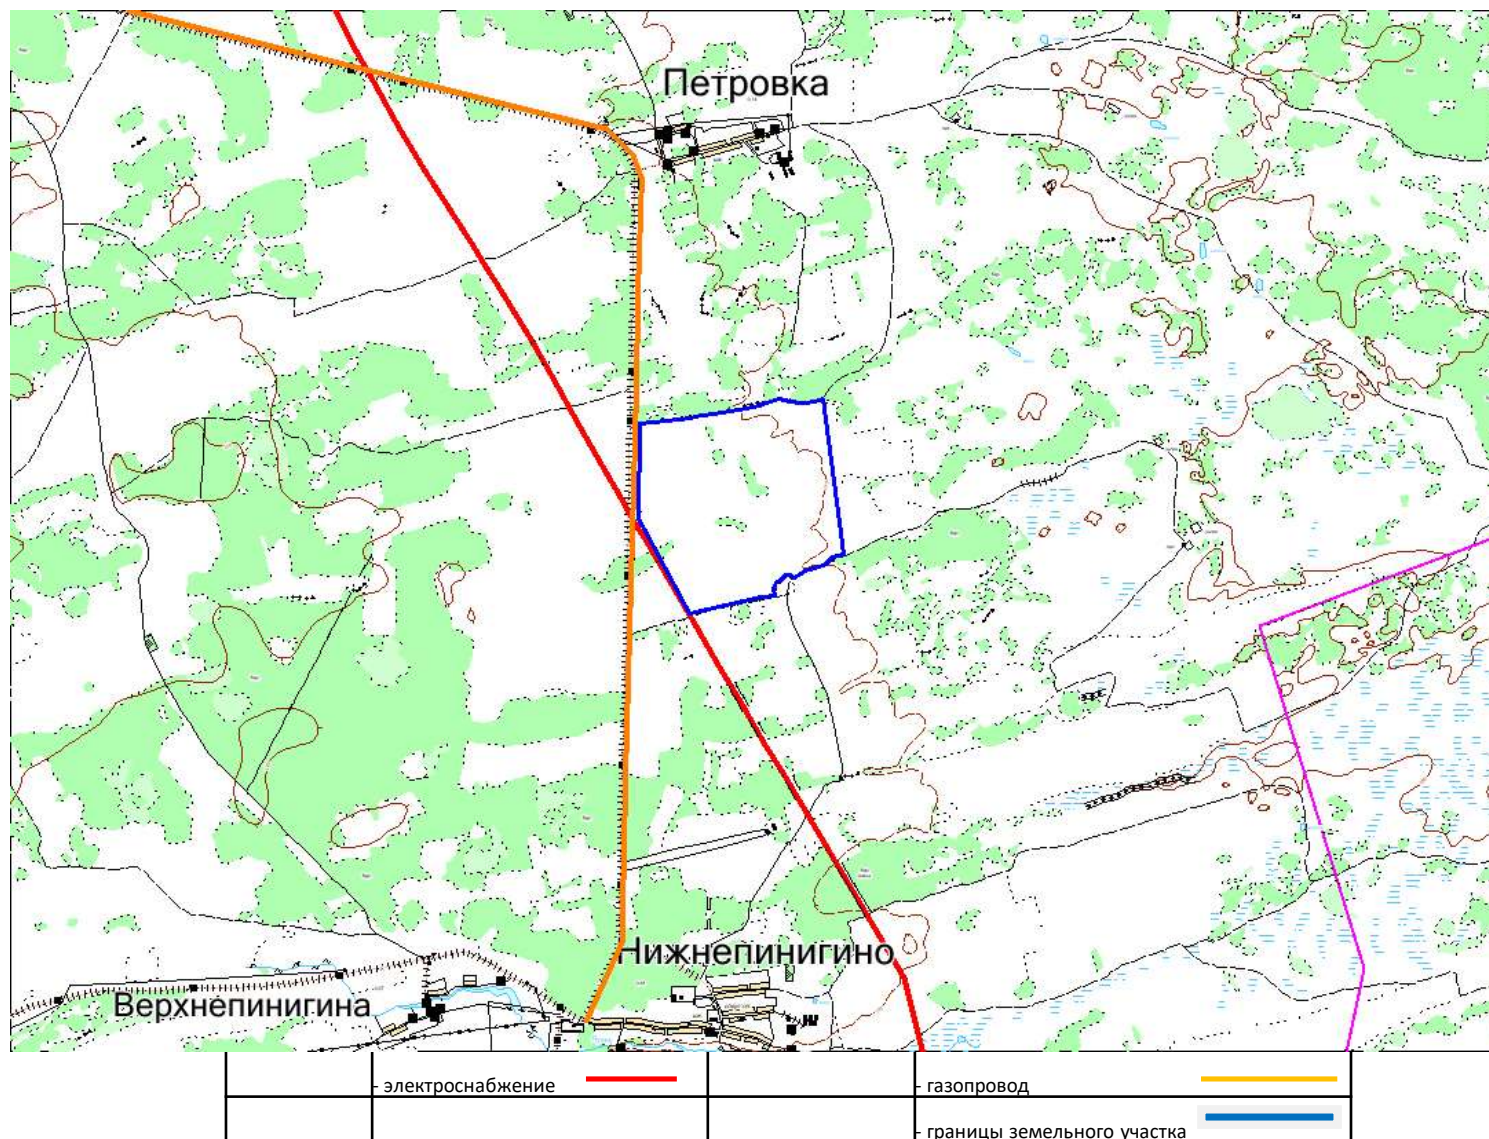 Петровка
Нижнепинигино
Верхнепинигина
- электроснабжение
- газопровод
- границы земельного участка